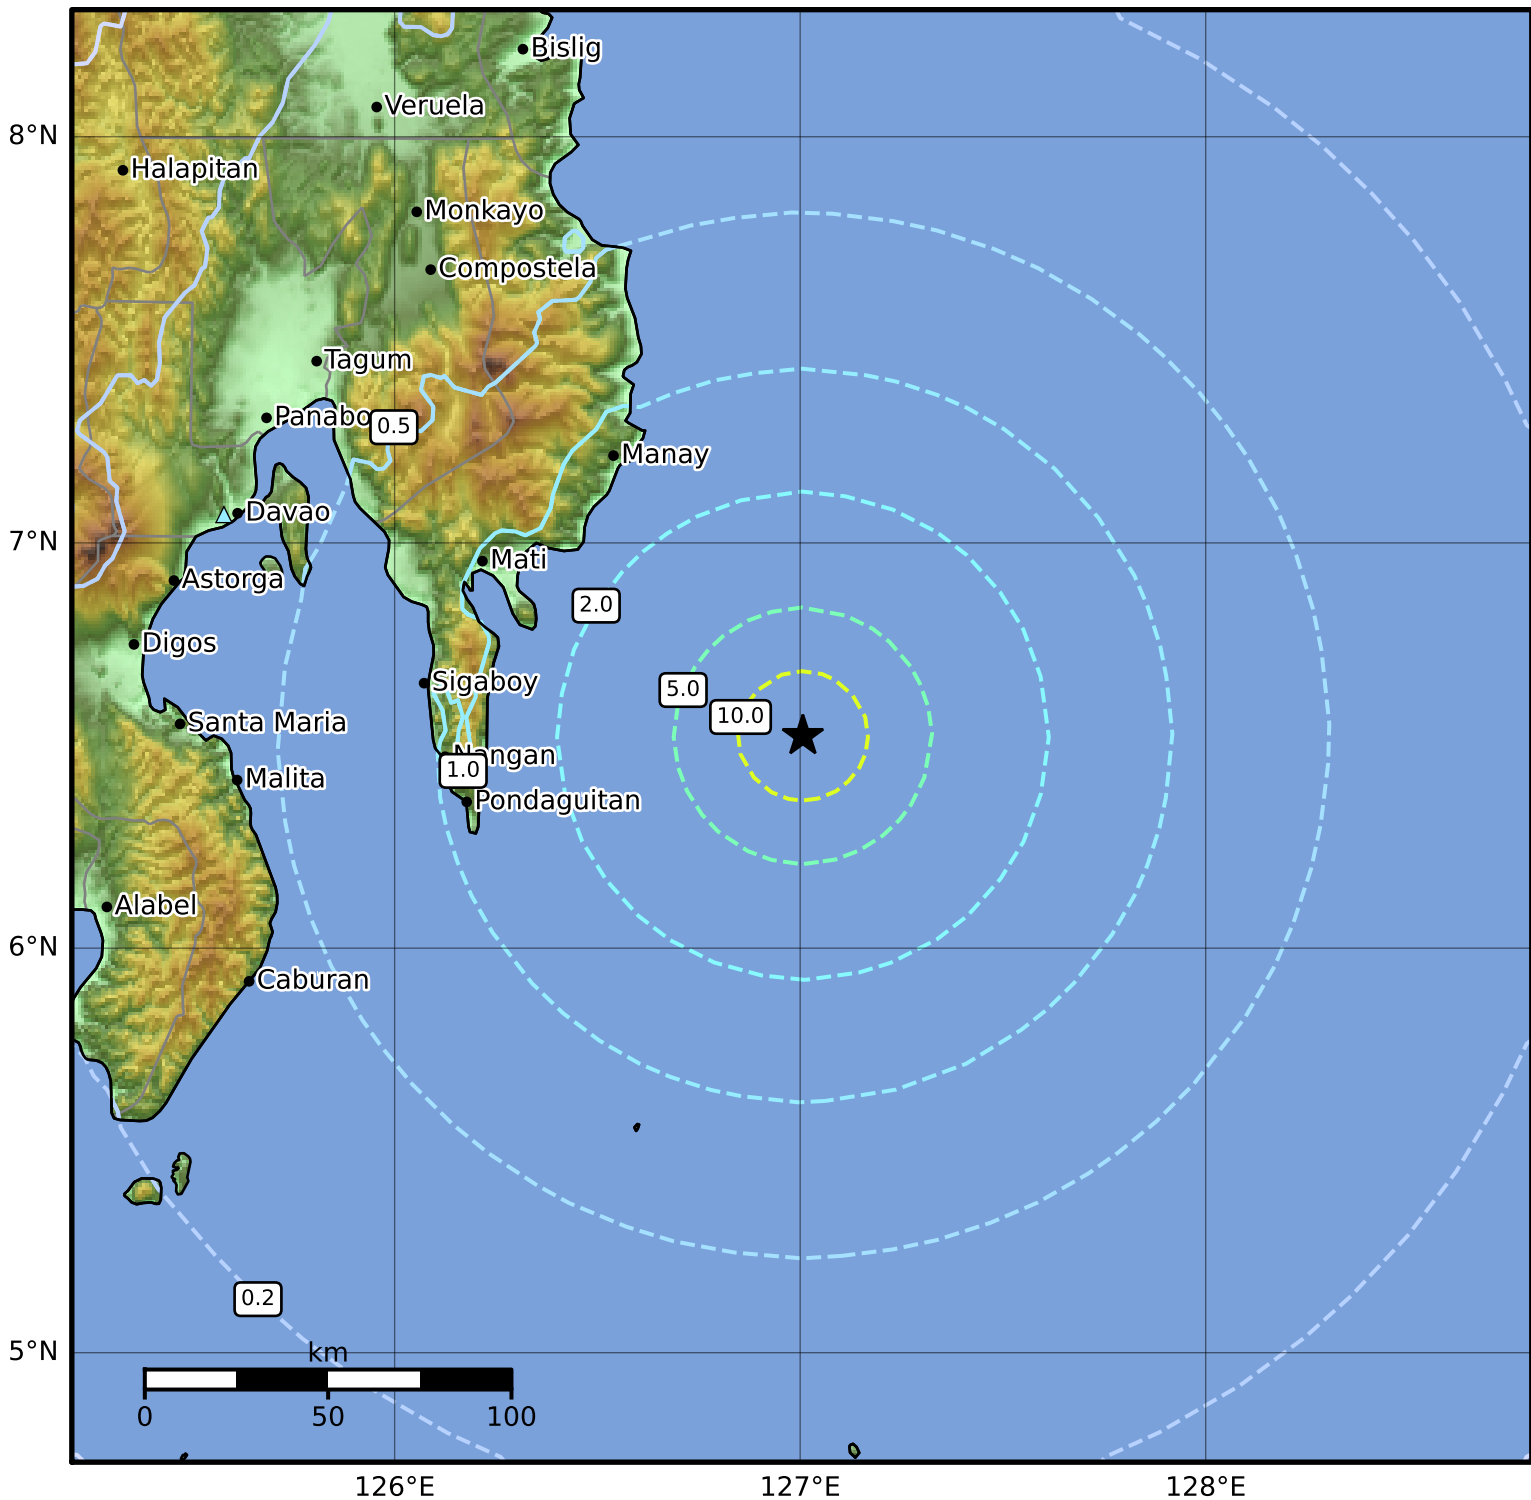 Bislig
Veruela
8°N
Halapitan
Monkayo
Compostela
Tagum
Panabo
0.5
Manay
Davao
7°N
Mati
Astorga
2.0
Digos
Sigaboy
5.0
10.0
Santa Maria
Nangan
1.0
Malita
Pondaguitan
Alabel
6°N
Caburan
0.2
5°N
km
0 50 100
126°E 127°E 128°E